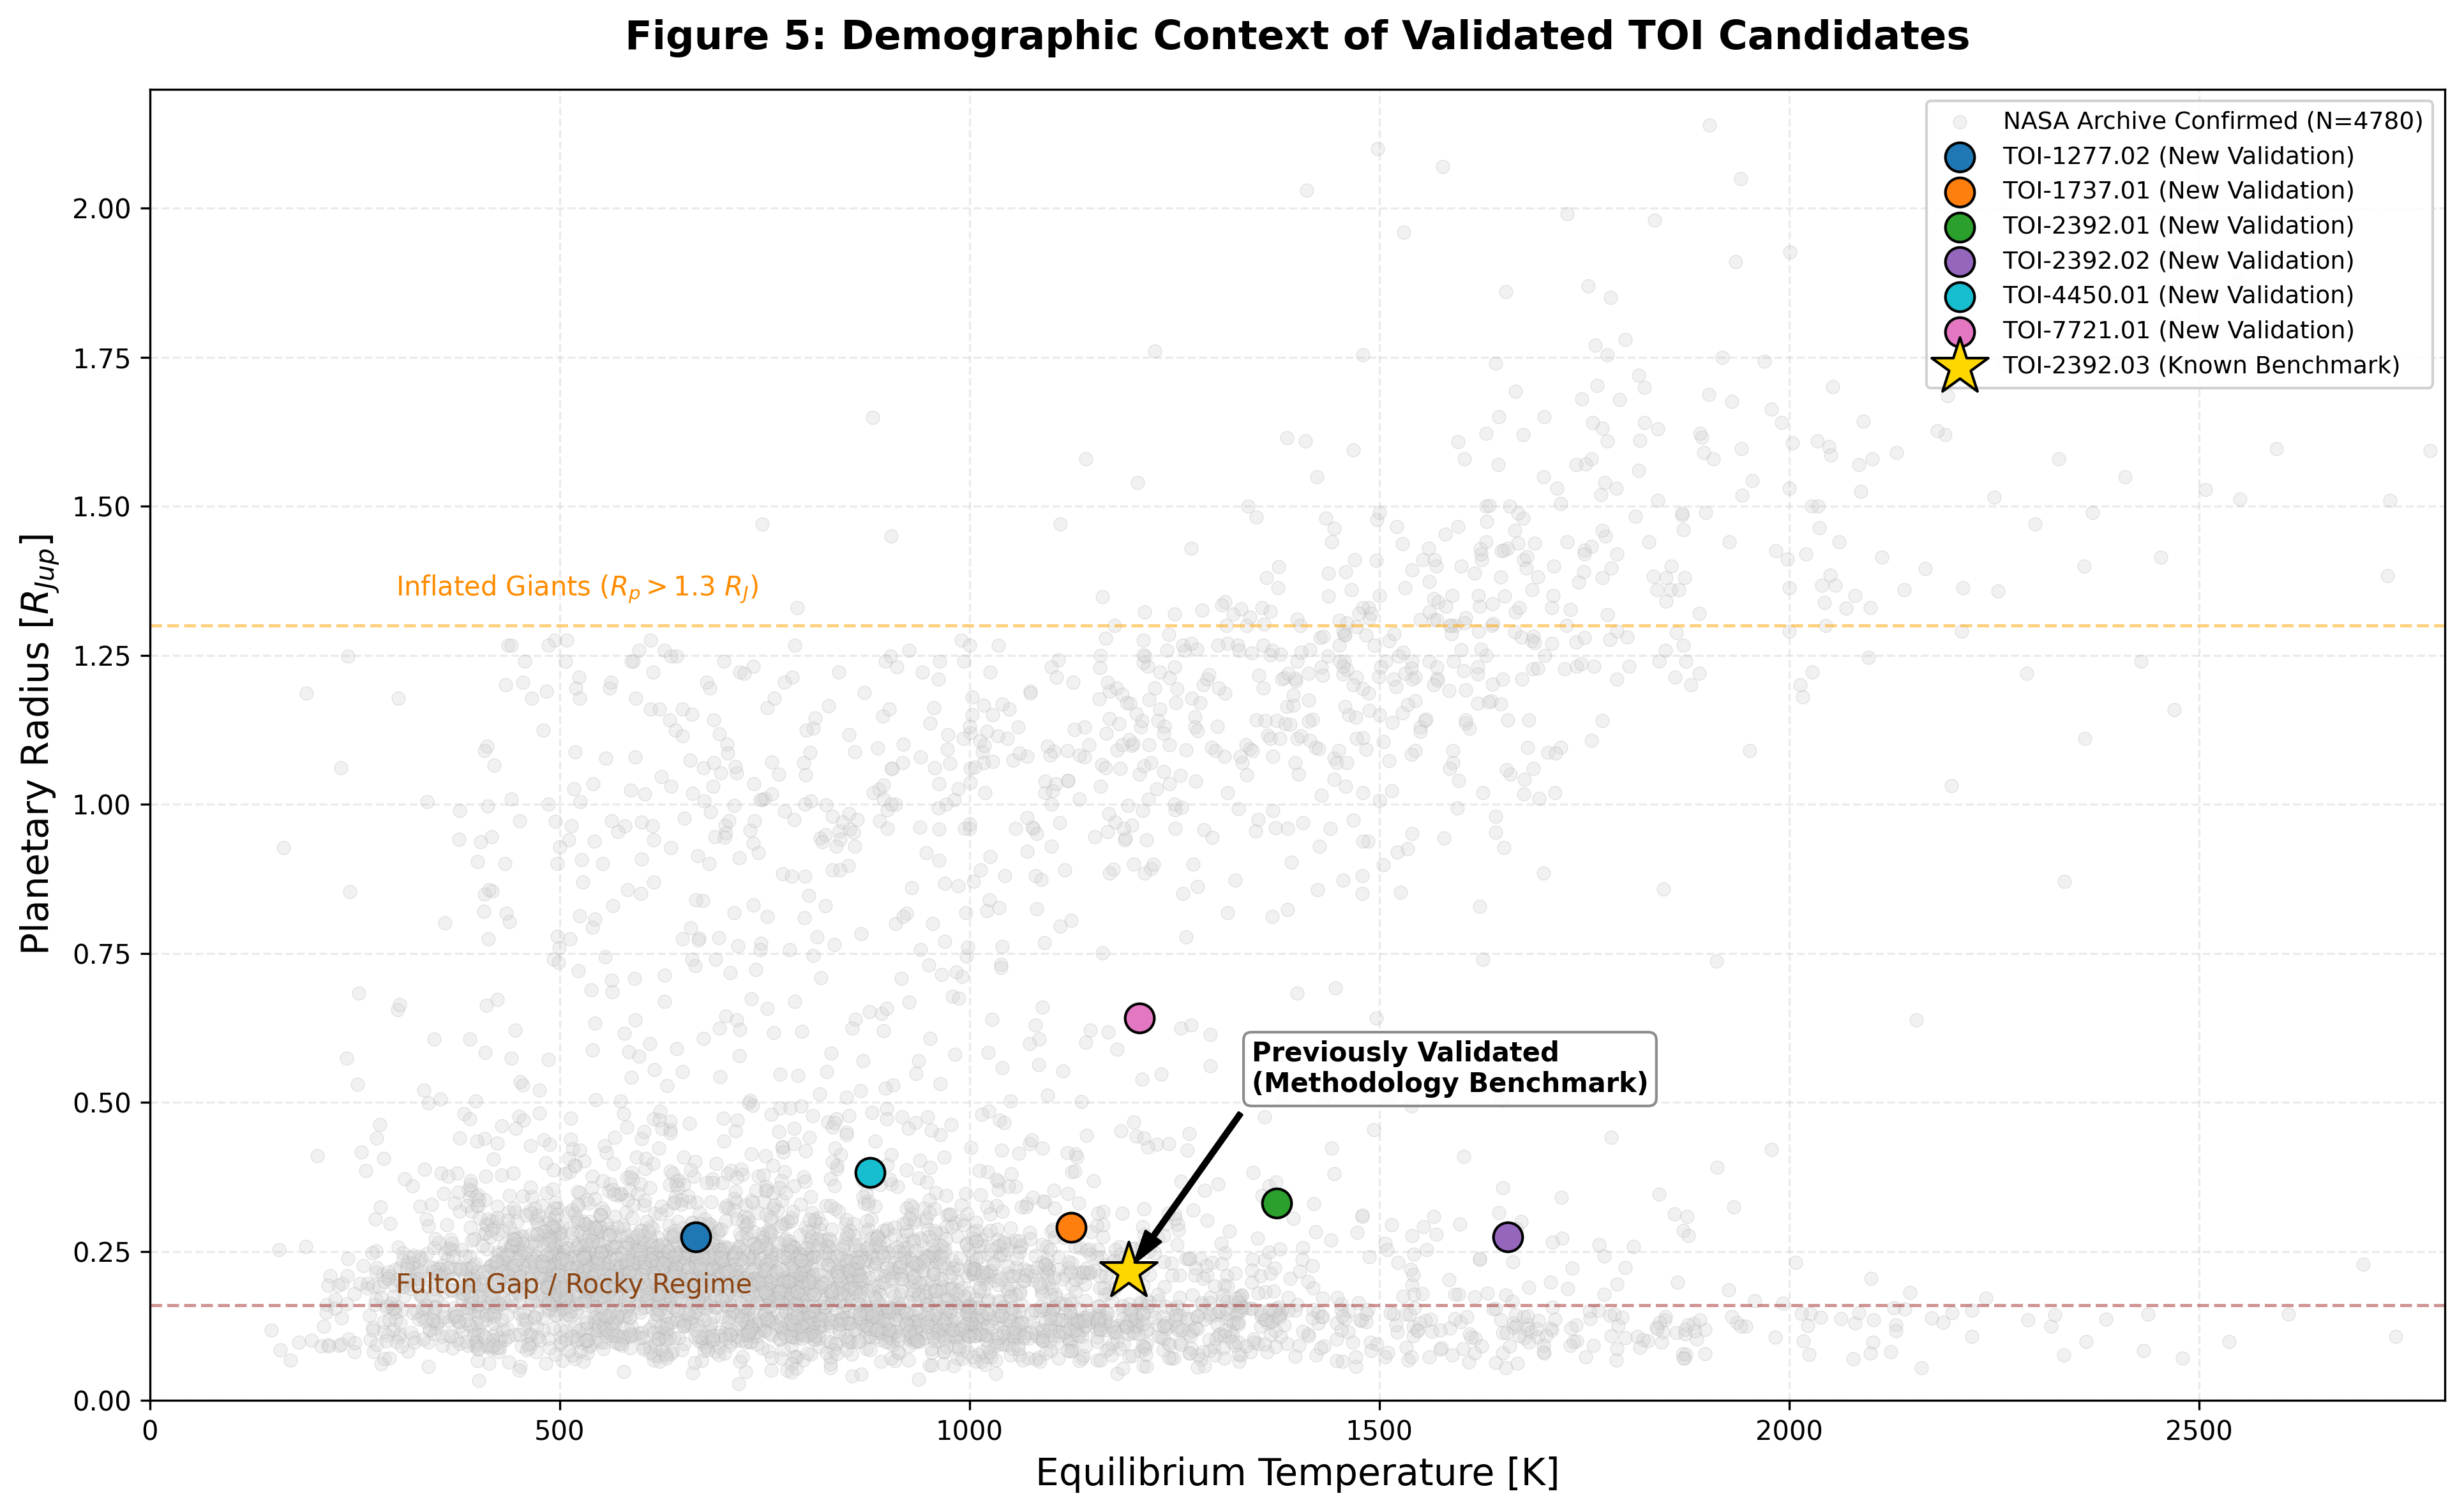 Figure 5: Demographic Context of Validated TOI Candidates
NASA Archive Confirmed (N=4780)
TOI-1277.02 (New Validation)
TOI-1737.01 (New Validation)
TOI-2392.01 (New Validation)
TOI-2392.02 (New Validation)
TOI-4450.01 (New Validation)
TOI-7721.01 (New Validation)
TOI-2392.03 (Known Benchmark)
Planetary Radius [R_{Jup}]
2.00
1.75
1.50
1.25
1.00
0.75
0.50
0.25
0.00
Inflated Giants (R_p > 1.3 R_J)
Previously Validated
(Methodology Benchmark)
Fulton Gap / Rocky Regime
0
500
1000
1500
2000
2500
Equilibrium Temperature [K]